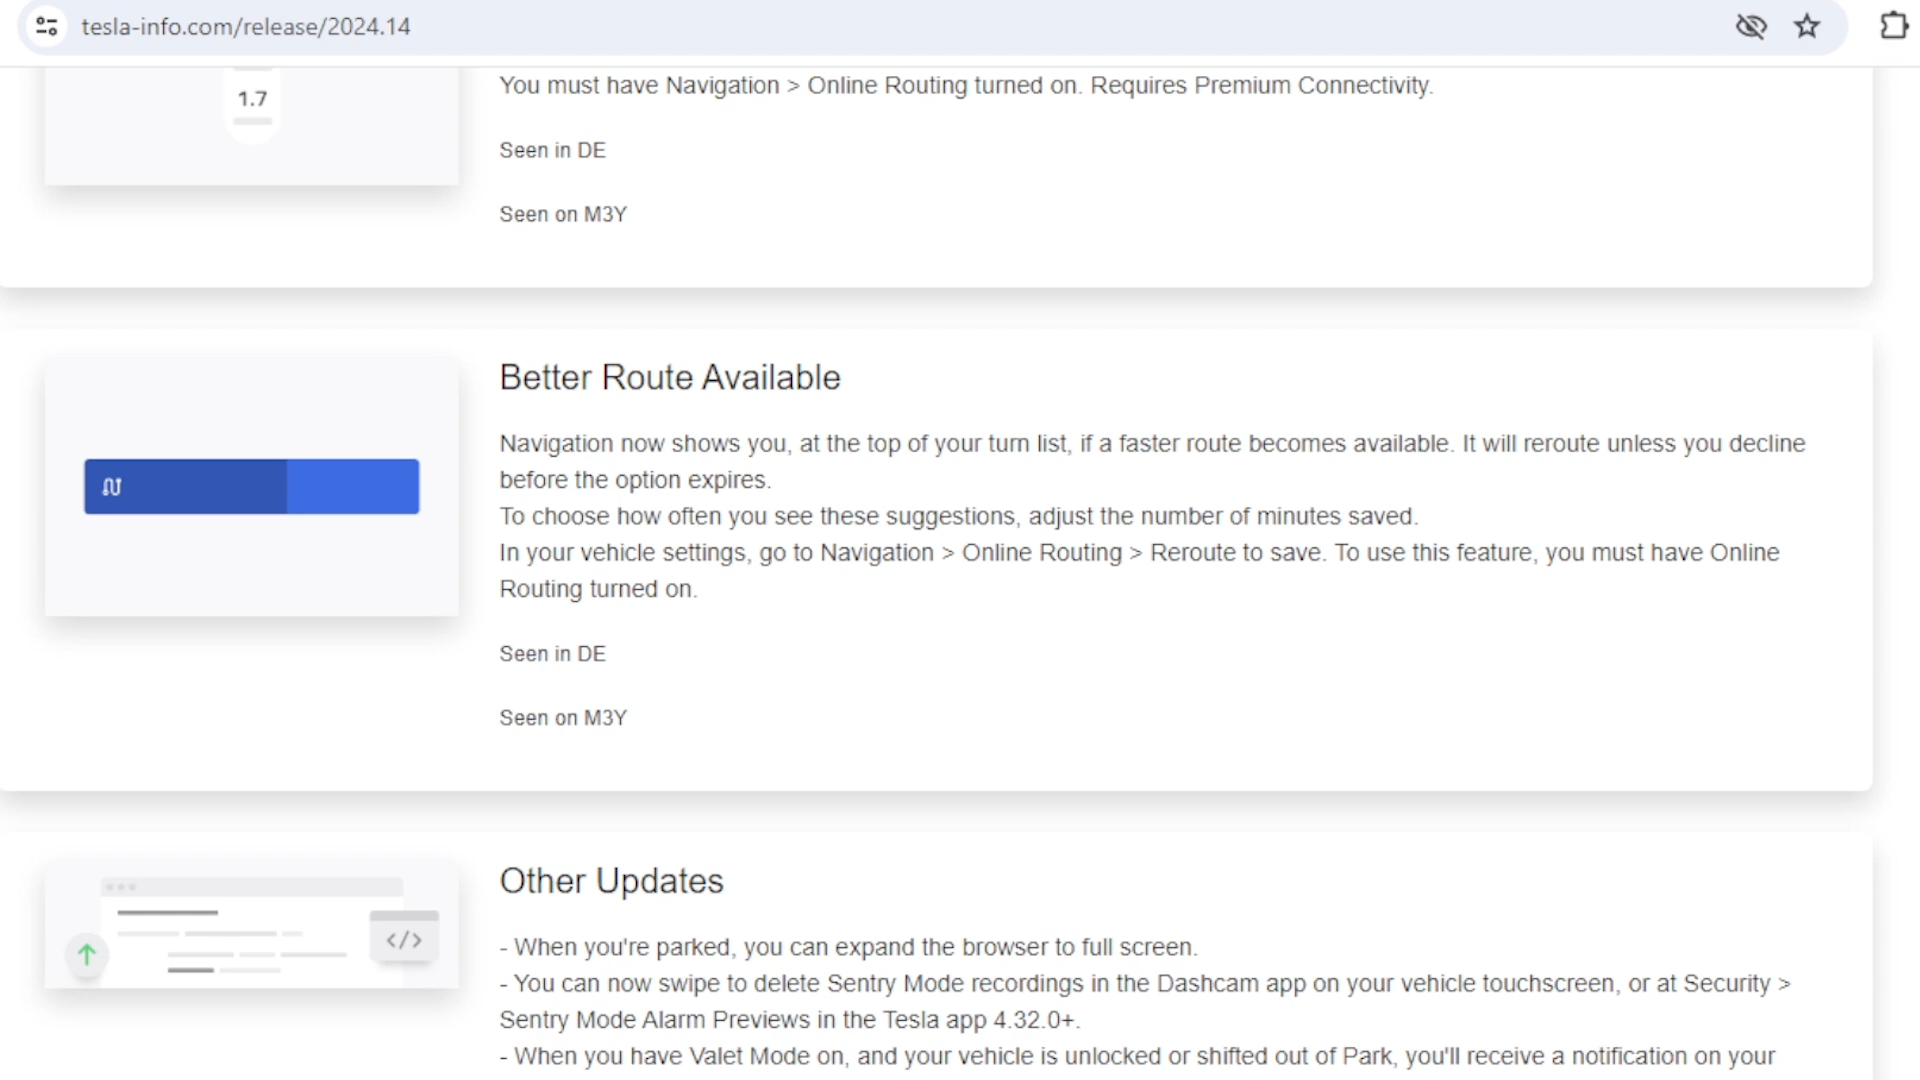 tesla-info.com/release/2024.14
1.7
You must have Navigation > Online Routing turned on. Requires Premium Connectivity.
Seen in DE
Seen on M3Y
Better Route Available
Navigation now shows you, at the top of your turn list, if a faster route becomes available. It will reroute unless you decline
before the option expires.
To choose how often you see these suggestions, adjust the number of minutes saved.
In your vehicle settings, go to Navigation > Online Routing > Reroute to save. To use this feature, you must have Online
Routing turned on.
Seen in DE
Seen on M3Y
Other Updates
</>
- When you're parked, you can expand the browser to full screen.
- You can now swipe to delete Sentry Mode recordings in the Dashcam app on your vehicle touchscreen, or at Security >
Sentry Mode Alarm Previews in the Tesla app 4.32.0+.
- When you have Valet Mode on, and your vehicle is unlocked or shifted out of Park, you'll receive a notification on your